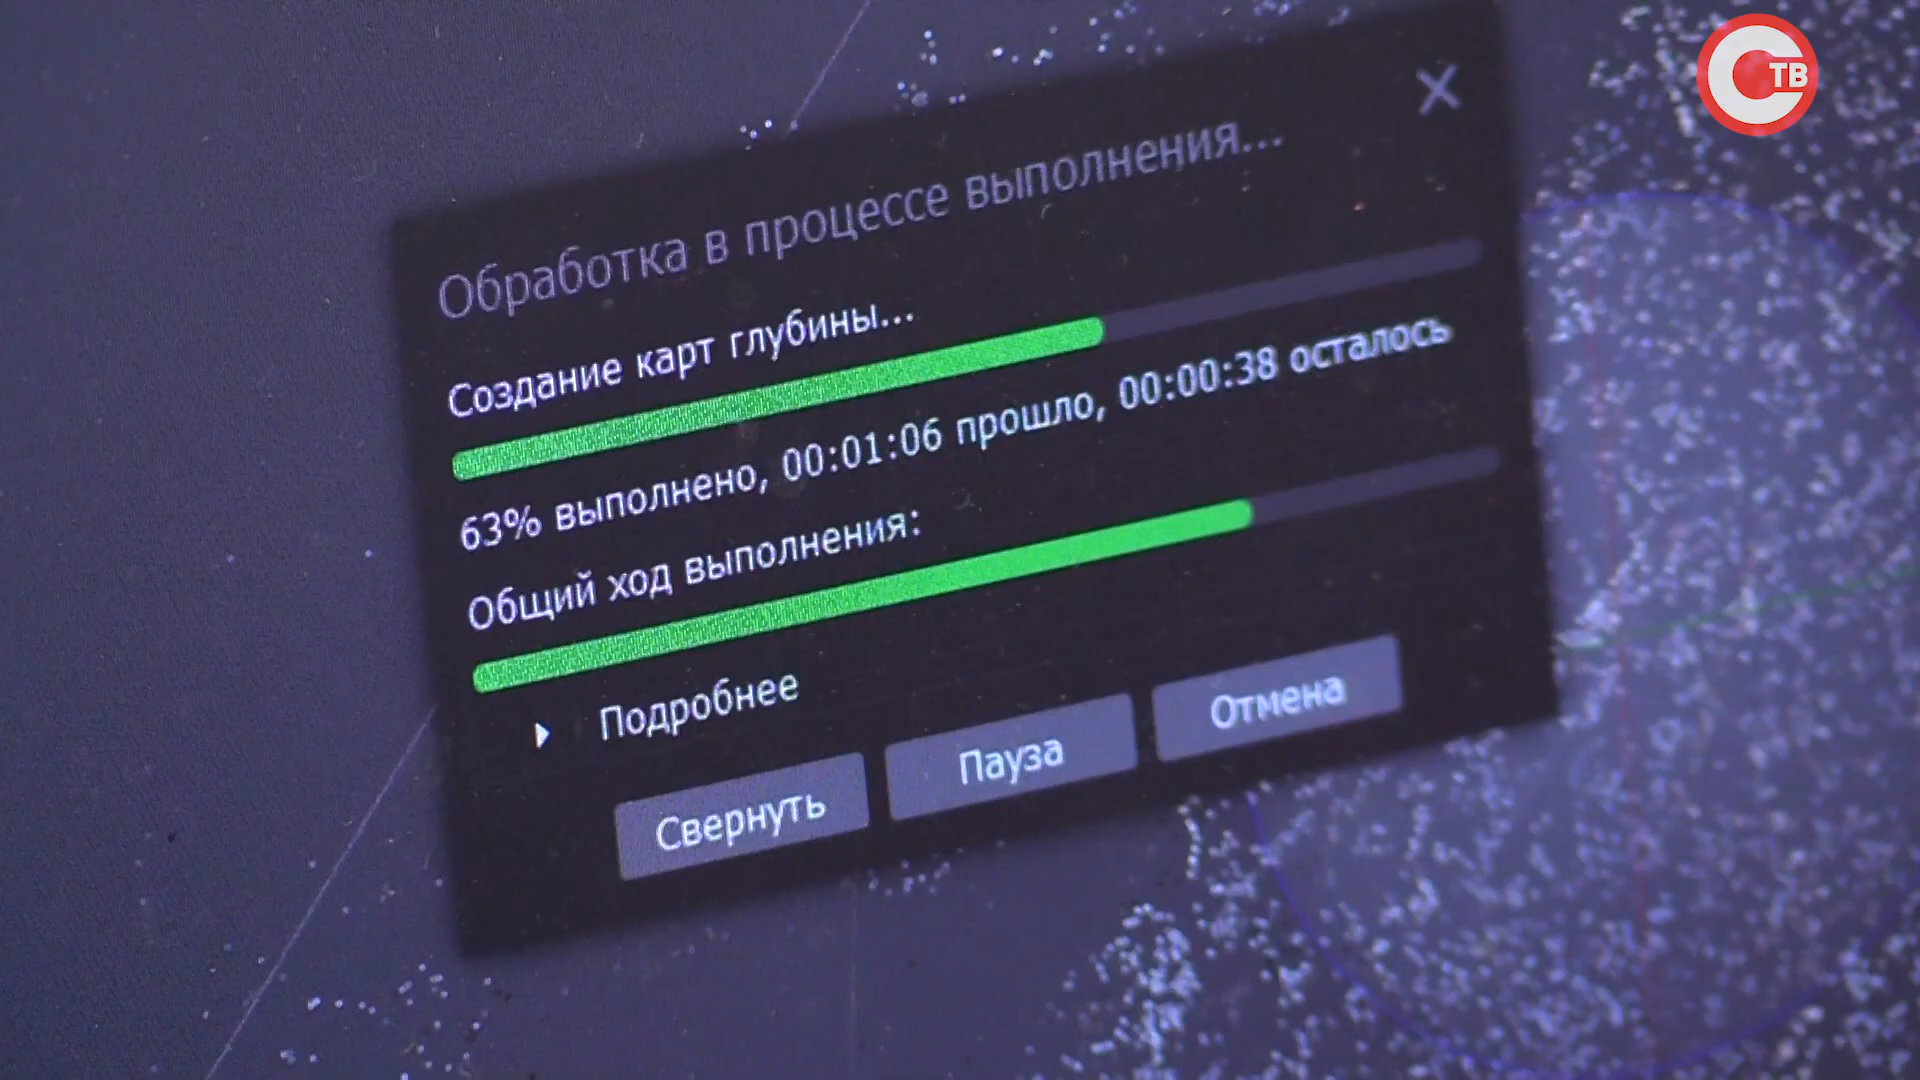 СТВ
Обработка в процессе выполнения...
Создание карт глубины...
63% выполнено, 00:01:06 прошло, 00:00:38 осталось
Общий ход выполнения:
Подробнее
Свернуть Пауза Отмена